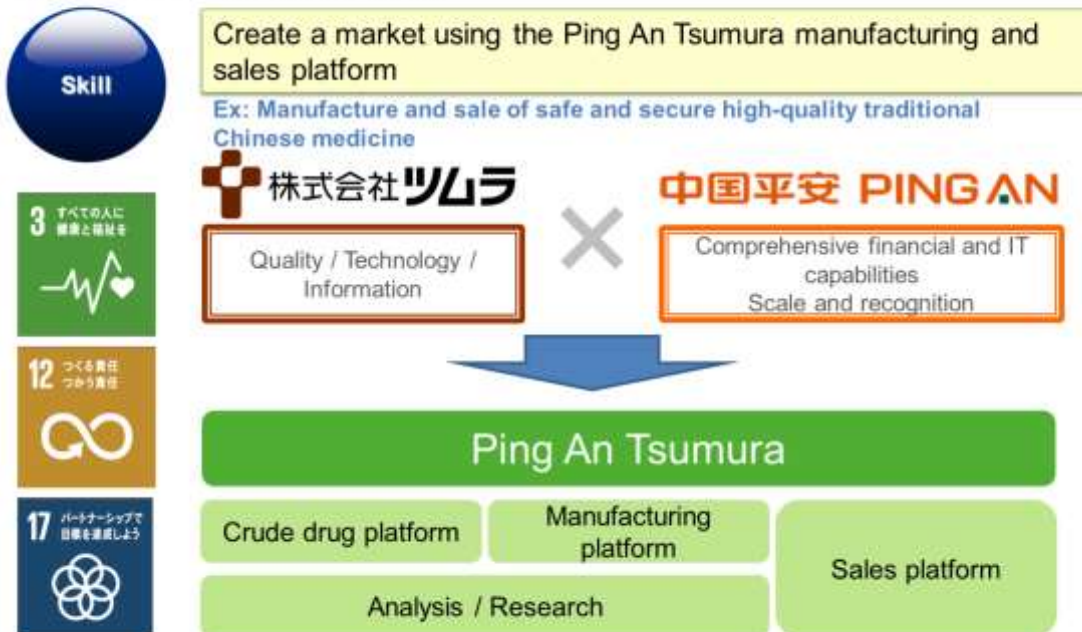 Skill
Create a market using the Ping An Tsumura manufacturing and
sales platform
Ex: Manufacture and sale of safe and secure high-quality traditional
Chinese medicine
株式会社ツムラ
中国平安 PING AN
Quality / Technology /
Information
Comprehensive financial and IT
capabilities
Scale and recognition
3 すべての人に
健康と福祉を
12 つくる責任
つかう責任
17 パートナーシップで
目標を達成しよう
Ping An Tsumura
Crude drug platform
Manufacturing
platform
Sales platform
Analysis / Research